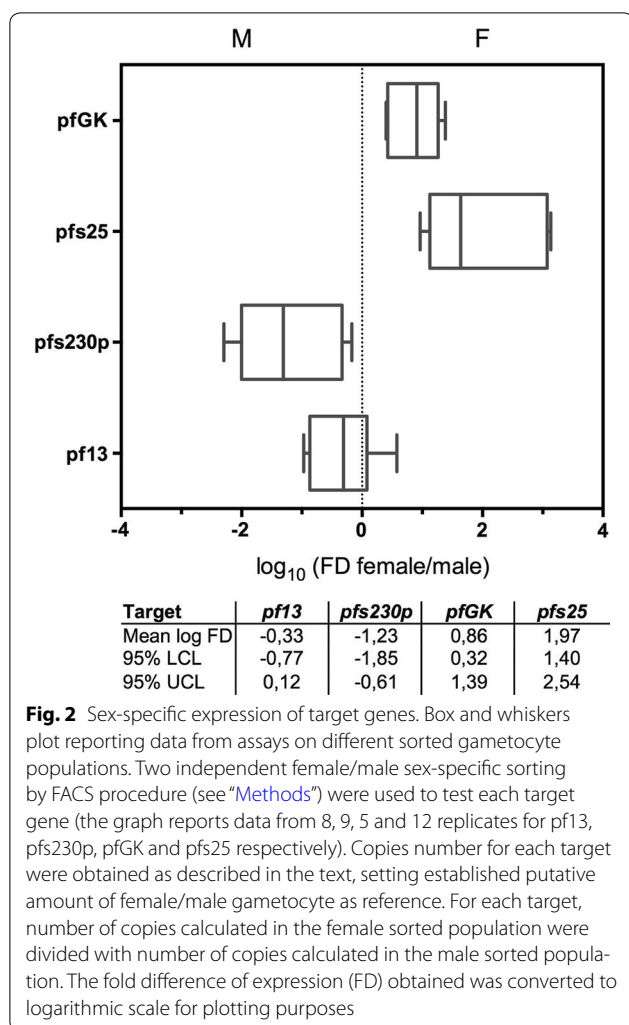 M F
pfGK
pfs25
pfs230p
pf13
-4 -2 0 2 4
log10 (FD female/male)
Target pf13 pfs230p pfGK pfs25
Mean log FD -0,33 -1,23 0,86 1,97
95% LCL -0,77 -1,85 0,32 1,40
95% UCL 0,12 -0,61 1,39 2,54
Fig. 2 Sex-specific expression of target genes. Box and whiskers
plot reporting data from assays on different sorted gametocyte
populations. Two independent female/male sex-specific sorting
by FACS procedure (see “Methods”) were used to test each target
gene (the graph reports data from 8, 9, 5 and 12 replicates for pf13,
pfs230p, pfGK and pfs25 respectively). Copies number for each target
were obtained as described in the text, setting established putative
amount of female/male gametocyte as reference. For each target,
number of copies calculated in the female sorted population were
divided with number of copies calculated in the male sorted popula-
tion. The fold difference of expression (FD) obtained was converted to
logarithmic scale for plotting purposes